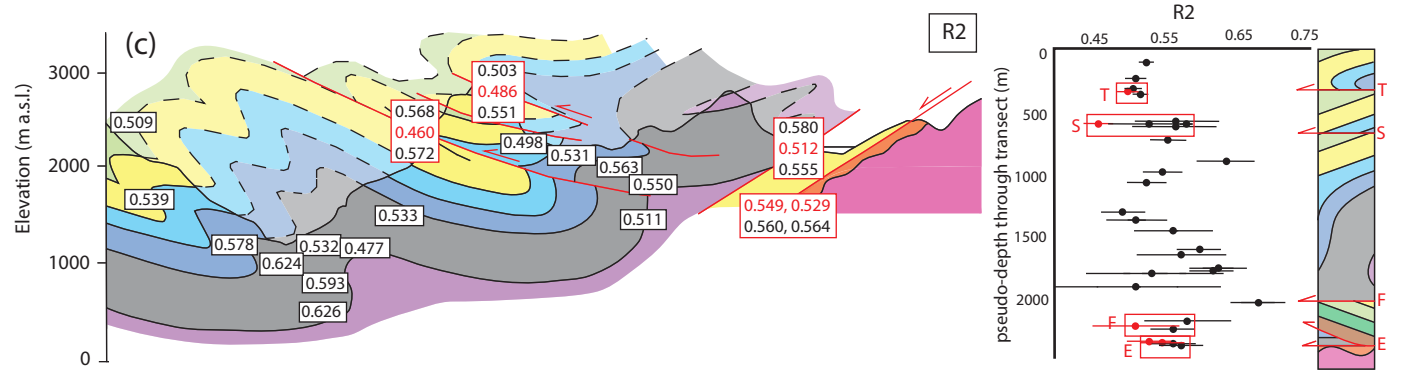 (c)
R2
Elevation (m a.s.l.)
3000
2000
1000
0
0.509
0.539
0.578
0.624
0.532
0.477
0.593
0.626
0.533
0.568
0.460
0.572
0.503
0.486
0.551
0.498
0.531
0.563
0.550
0.511
0.580
0.512
0.555
0.549, 0.529
0.560, 0.564
R2
0.45 0.55 0.65 0.75
pseudo-depth through transect (m)
0
500
1000
1500
2000
T
S
F
E
T
S
F
E